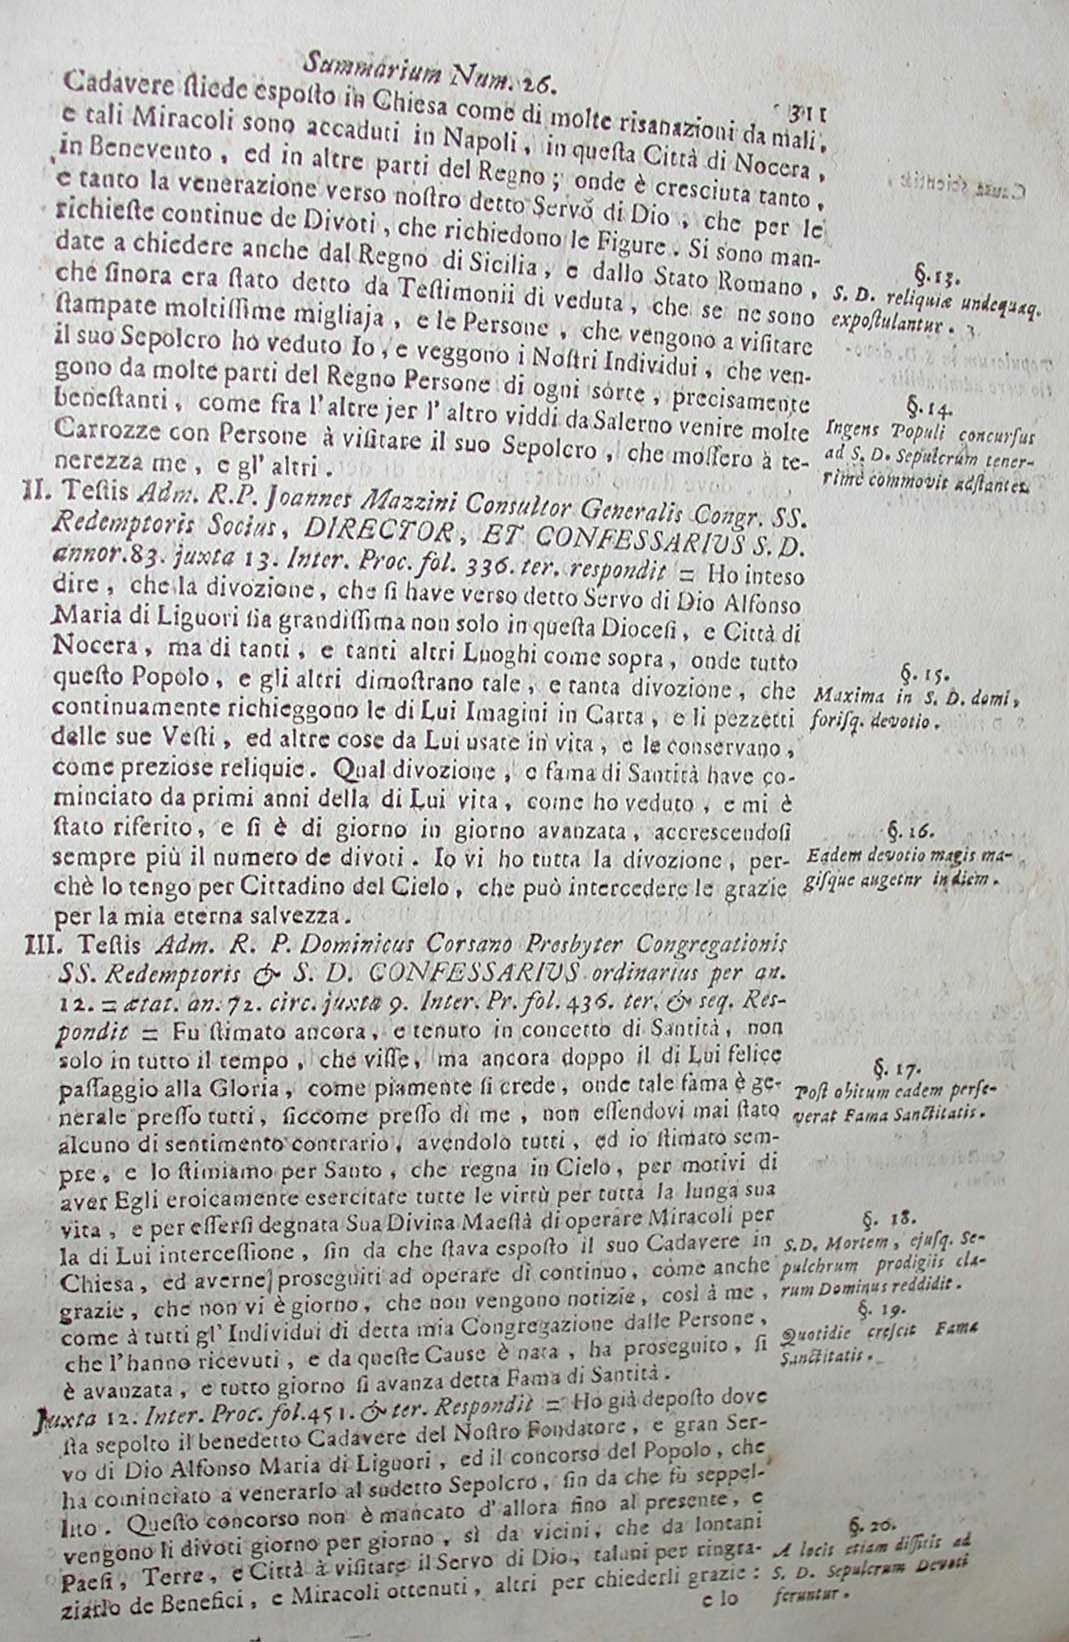 Summarium Num. 26.
311
Cadavere ſtiede eſpoſto in Chieſa come di molte riſanazioni da mali,
e tali Miracoli sono accaduti in Napoli, in queſta Città di Nocera,
in Benevento, ed in altre parti del Regno; onde è creſciuta tanto,
e tanto la venerazione verso noſtro detto Servo di Dio, che per le
richieſte continue de Divoti, che richiedono le Figure. Si sono man-
date a chiedere anche dal Regno di Sicilia, e dallo Stato Romano,
§.13.
S. D. reliquiæ undequaq.
expoſtulantur.
chè finora era ſtato detto da Teſtimonii di veduta, che se ne sono
ſtampate moltiſſime migliaja, e le Persone, che vengono a viſitare
il suo Sepolcro ho veduto Io, e veggono i Noſtri Individui, che ven-
gono da molte parti del Regno Persone di ogni sorte, preciſamente
beneſtanti, come fra l'altre jer l'altro viddi da Salerno venire molte
Carrozze con Persone à viſitare il suo Sepolcro, che moſſero à te-
nerezza me, e gl'altri.
§.14.
Ingens Populi concurſus
ad S. D. Sepulcrum tener-
rimè commovit adſtantes.
II. Teſtis Adm. R.P. Joannes Mazzini Consultor Generalis Congr. SS.
Redemptoris Socius, DIRECTOR, ET CONFESSARIUS S. D.
annor.83. juxta 13. Inter. Proc. fol. 336. ter. respondit = Ho inteso
dire, che la divozione, che ſi have verso detto Servo di Dio Alfonso
Maria di Liguori ſia grandiſſima non solo in queſta Dioceſi, e Città di
Nocera, ma di tanti, e tanti altri Luoghi come sopra, onde tutto
queſto Popolo, e gli altri dimoſtrano tale, e tanta divozione, che
continuamente richieggono le di Lui Imagini in Carta, e li pezzetti
delle sue Veſti, ed altre cose da Lui usate in vita, e le conservano,
come preziose reliquie. Qual divozione, e fama di Santità have co-
minciato da primi anni della di Lui vita, come ho veduto, e mi è
ſtato riferito, e ſi è di giorno in giorno avanzata, accrescendoſi
sempre più il numero de divoti. Io vi ho tutta la divozione, per-
chè lo tengo per Cittadino del Cielo, che può intercedere le grazie
per la mia eterna salvezza.
§.15.
Maxima in S. D. domi,
foriſq. devotio.
§.16.
Eadem devotio magis ma-
giſque augetur in diem.
III. Teſtis Adm. R. P. Dominicus Corsano Presbyter Congregationis
SS. Redemptoris & S. D. CONFESSARIUS ordinarius per an.
12. = ætat. an. 72. circ. juxta 9. Inter. Pr. fol. 436. ter. & seq. Res-
pondit = Fu ſtimato ancora, e tenuto in concetto di Santità, non
solo in tutto il tempo, che viſſe, ma ancora doppo il di Lui felice
paſſaggio alla Gloria, come piamente ſi crede, onde tale fama è ge-
nerale preſſo tutti, ſiccome preſſo di me, non eſſendovi mai ſtato
alcuno di sentimento contrario, avendolo tutti, ed io ſtimato sem-
pre, e lo ſtimiamo per Santo, che regna in Cielo, per motivi di
aver Egli eroicamente esercitate tutte le virtù per tutta la lunga sua
vita, e per eſſerſi degnata Sua Divina Maeſtà di operare Miracoli per
la di Lui interceſſione, ſin da che ſtava eſpoſto il suo Cadavere in
Chiesa, ed averne proseguiti ad operare di continuo, come anche
grazie, che non vi è giorno, che non vengono notizie, così à me,
come à tutti gl' Individui di detta mia Congregazione dalle Persone,
che l'hanno ricevuti, e da queſte Cause è nata, ha proseguito, ſi
è avanzata, e tutto giorno ſi avanza detta Fama di Santità.
§. 17.
Poſt obitum eadem perſe-
verat Fama Sanctitatis.
§. 18.
S.D. Mortem, ejuſq. Se-
pulchrum prodigiis cla-
rum Dominus reddidit.
§. 19.
Quotidie creſcit Fama
Sanctitatis.
Juxta 12. Inter. Proc. fol.451. & ter. Respondit = Ho già depoſto dove
ſta sepolto il benedetto Cadavere del Noſtro Fondatore, e gran Ser-
vo di Dio Alfonso Maria di Liguori, ed il concorso del Popolo, che
ha cominciato a venerarlo al sudetto Sepolcro, ſin da che fù seppel-
lito. Queſto concorso non è mancato d'allora fino al presente, e
vengono li divoti giorno per giorno, sì da vicini, che da lontani
Paeſi, Terre, e Città à viſitare il Servo di Dio, taluni per ringra-
ziarlo de Benefici, e Miracoli ottenuti, altri per chiederli grazie:
e lo
§. 20.
A locis etiam diſſitis ad
S. D. Sepulcrum Devoti
feruntur.